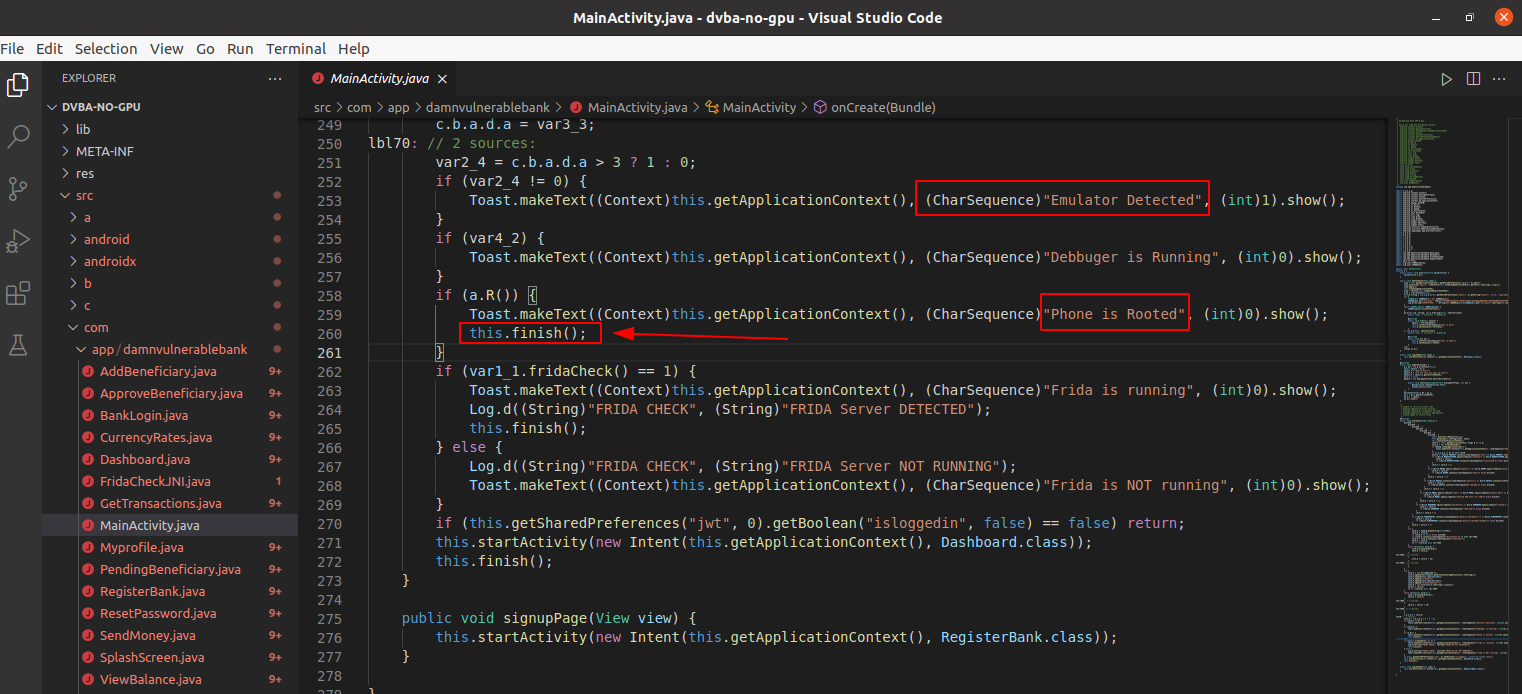 MainActivity.java - dvba-no-gpu - Visual Studio Code
File Edit Selection View Go Run Terminal Help
EXPLORER
DVBA-NO-GPU
lib
META-INF
res
src
a
android
androidx
b
c
com
app / damnvulnerablebank
AddBeneficiary.java 9+
ApproveBeneficiary.java 9+
BankLogin.java 9+
CurrencyRates.java 9+
Dashboard.java 9+
FridaCheckJNI.java 1
GetTransactions.java 9+
MainActivity.java
Myprofile.java 9+
PendingBeneficiary.java 9+
RegisterBank.java 9+
ResetPassword.java 9+
SendMoney.java 9+
SplashScreen.java 9+
ViewBalance.java 9+
MainActivity.java
src > com > app > damnvulnerablebank > MainActivity.java > MainActivity > onCreate(Bundle)
249 c.b.a.d.a = var3_3;
250 lbl70: // 2 sources:
251 var2_4 = c.b.a.d.a > 3 ? 1 : 0;
252 if (var2_4 != 0) {
253 Toast.makeText((Context)this.getApplicationContext(), (CharSequence)"Emulator Detected", (int)1).show();
254 }
255 if (var4_2) {
256 Toast.makeText((Context)this.getApplicationContext(), (CharSequence)"Debbuger is Running", (int)0).show();
257 }
258 if (a.R()) {
259 Toast.makeText((Context)this.getApplicationContext(), (CharSequence)"Phone is Rooted", (int)0).show();
260 this.finish();
261 }
262 if (var1_1.fridaCheck() == 1) {
263 Toast.makeText((Context)this.getApplicationContext(), (CharSequence)"Frida is running", (int)0).show();
264 Log.d((String)"FRIDA CHECK", (String)"FRIDA Server DETECTED");
265 this.finish();
266 } else {
267 Log.d((String)"FRIDA CHECK", (String)"FRIDA Server NOT RUNNING");
268 Toast.makeText((Context)this.getApplicationContext(), (CharSequence)"Frida is NOT running", (int)0).show();
269 }
270 if (this.getSharedPreferences("jwt", 0).getBoolean("isloggedin", false) == false) return;
271 this.startActivity(new Intent(this.getApplicationContext(), Dashboard.class));
272 this.finish();
273 }
274
275 public void signupPage(View view) {
276 this.startActivity(new Intent(this.getApplicationContext(), RegisterBank.class));
277 }
278